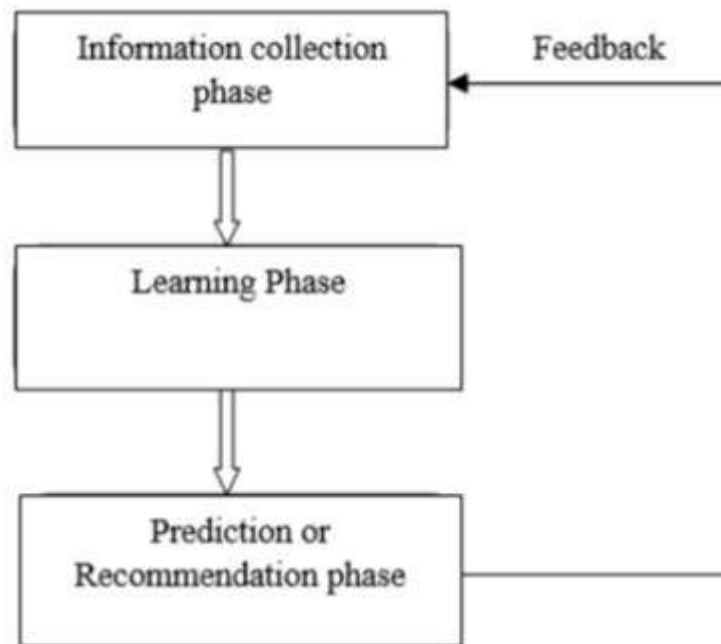 Information collection
phase
Feedback
Learning Phase
Prediction or
Recommendation phase